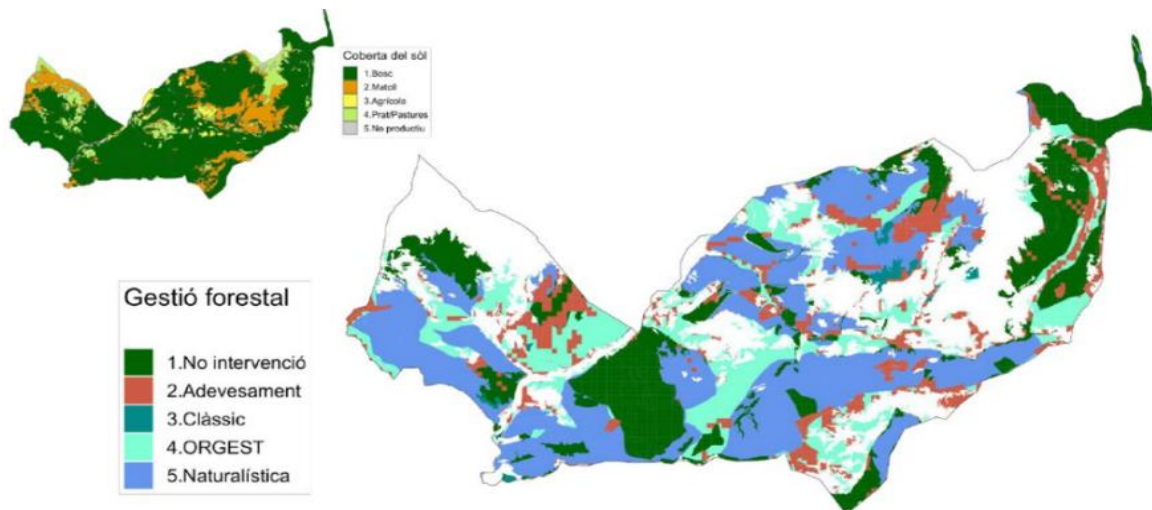 Coberta del sòl
1.Bosc
2.Matoll
3.Agrícola
4.Prat/Pastures
5.No productiu
Gestió forestal
1.No intervenció
2.Adevesament
3.Clàssic
4.ORGEST
5.Naturalística